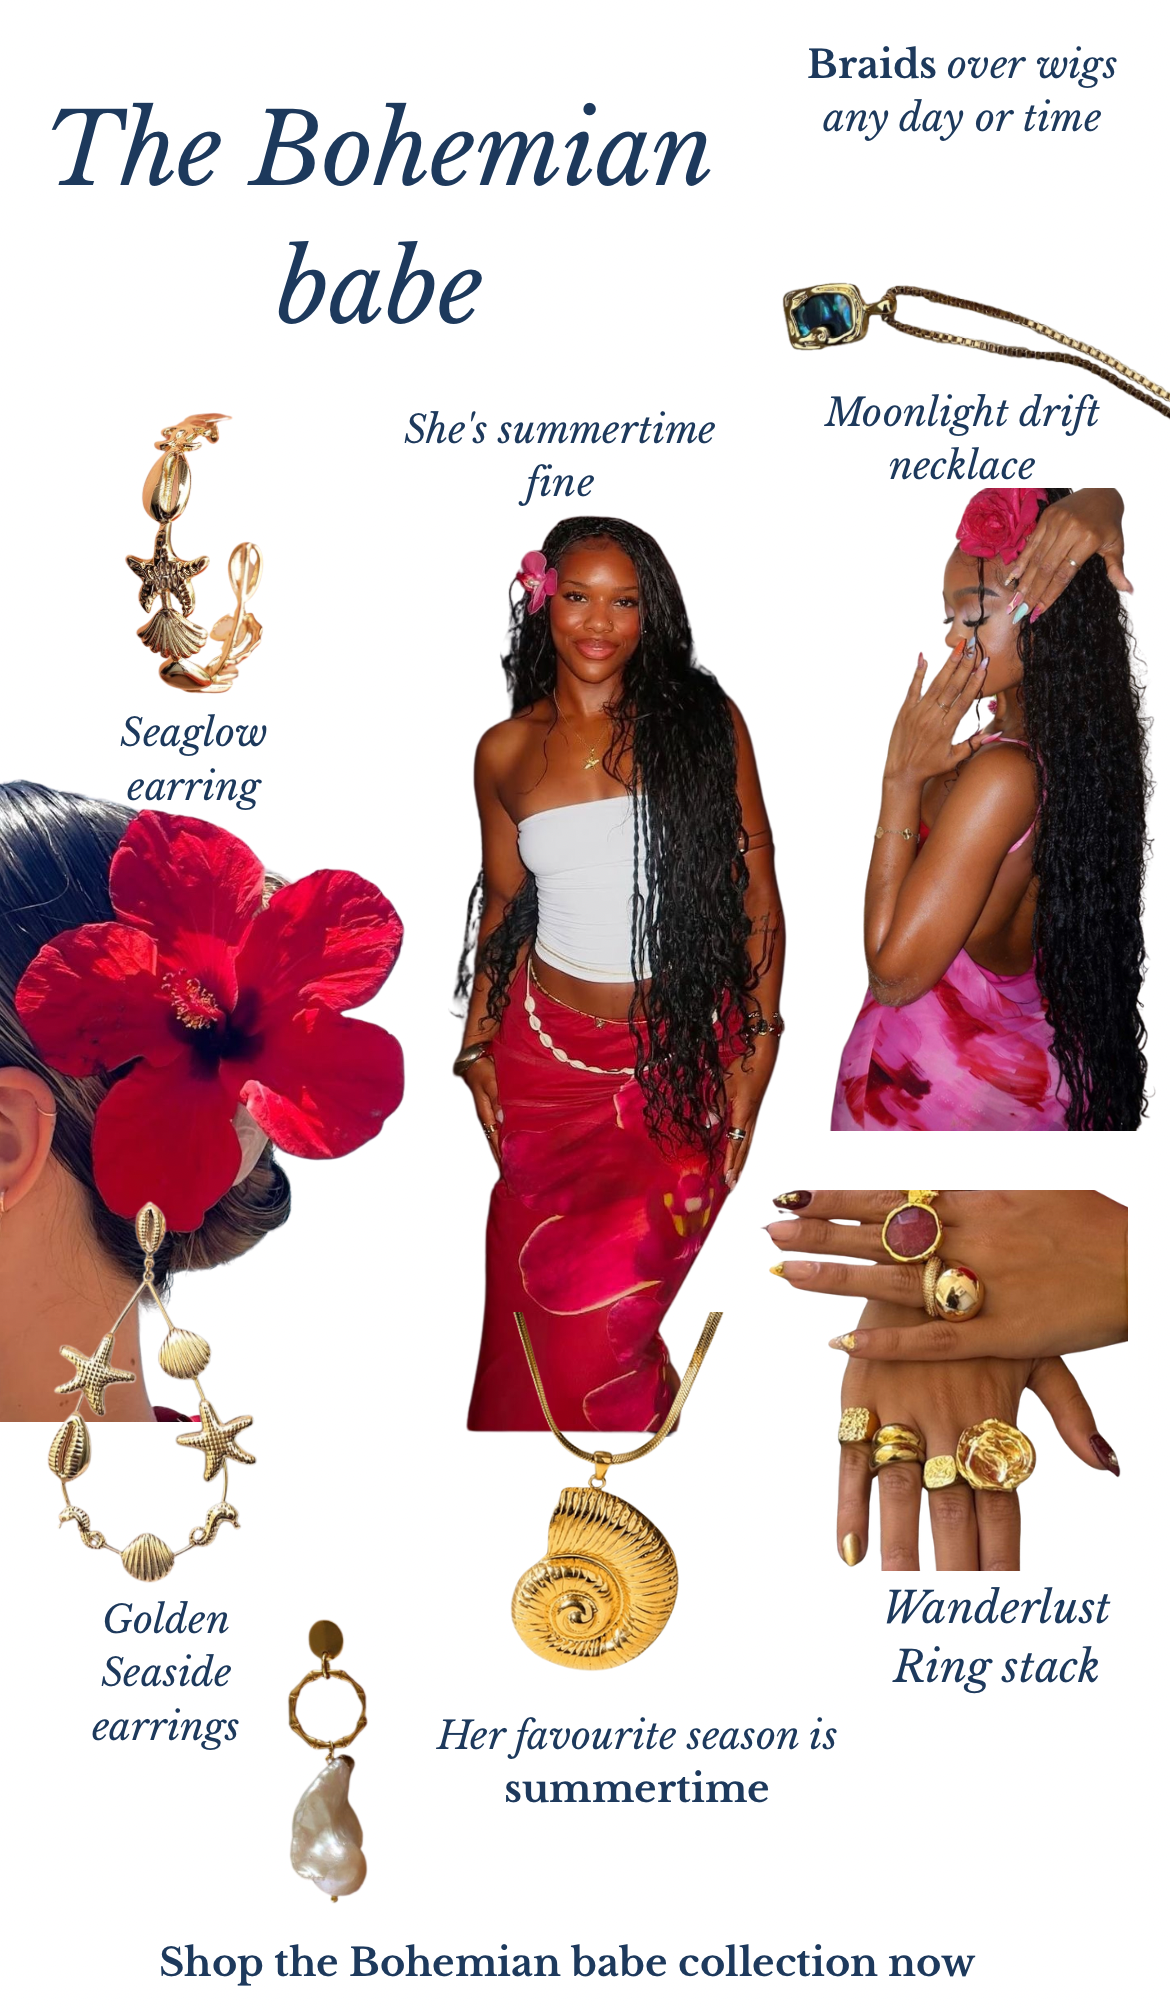 Braids over wigs
any day or time
The Bohemian
babe
Moonlight drift
necklace
She's summertime
fine
Seaglow
earring
Golden
Seaside
earrings
Wanderlust
Ring stack
Her favourite season is
summertime
Shop the Bohemian babe collection now